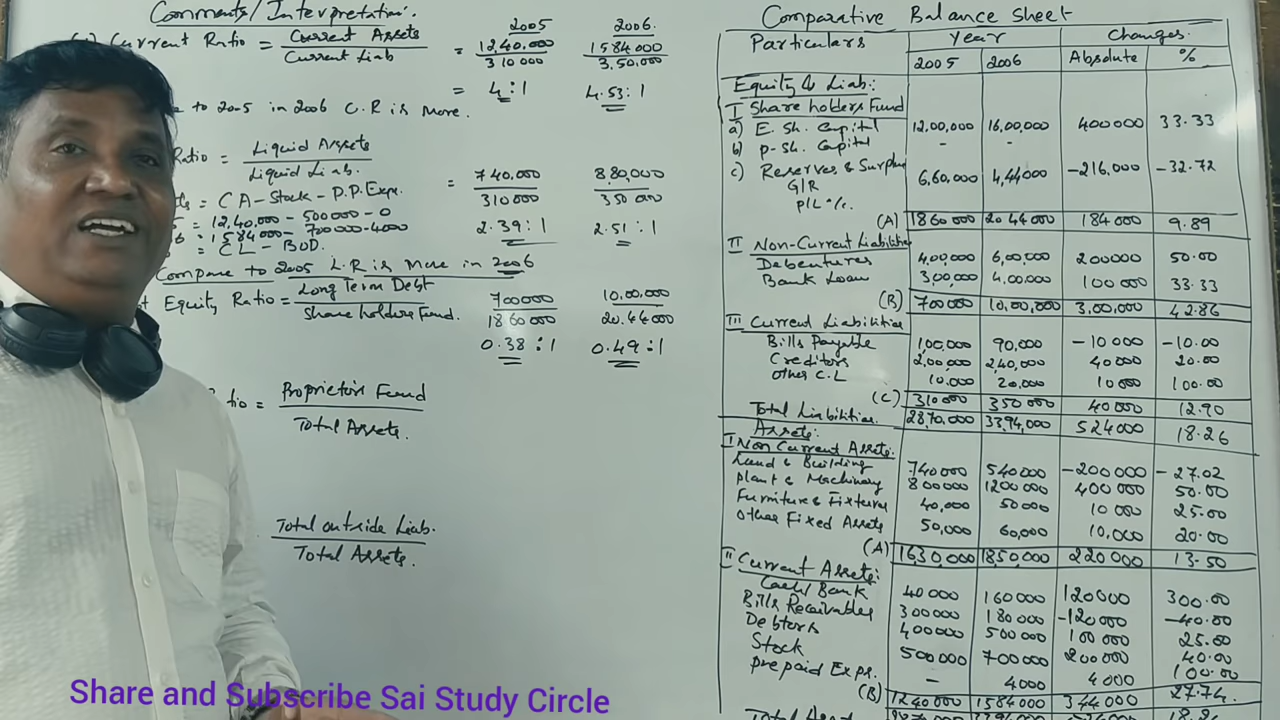 Comments/Interpretation.
2005 2006.
Current Ratio = Current Assets / Current Liab = 12,40,000 / 310000 1584000 / 3,50,000
= 4:1 4.53:1
to 2005 in 2006 C.R is More.
Ratio = Liquid Assets / Liquid Liab. = 740.000 / 310000 8,80,000 / 350000
= CA-Stock-P.P.Expr. 2.39:1 2.51:1
= 12,40,000 - 500000-0
= 1584000- 700000-4000
= CL - BOD.
Compare to 2005 L.R is More in 2006
Equity Ratio = Long Term Debt / Share holders Fund. 700000 / 1860000 10,00,000 / 20.44000
0.38:1 0.49:1
tio = Proprietors Fund / Total Assets.
Total outside Liab. / Total Assets.
Comparative Balance Sheet
Particulars Year Changes.
2005 2006 Absolute %
Equity & Liab:
I Share holders Fund
a) E. Sh. Capital 12,00,000 16,00,000 400000 33.33
b) P-Sh. Capital - -
c) Reserves & Surplus 6,60,000 4,44000 -216,000 -32.72
G/R
P/L a/c.
(A) 1860000 2044000 184000 9.89
II Non-Current Liabilities
Debentures 4,00,000 6,00,000 200000 50.00
Bank Loan 3,00,000 4,00.000 100000 33.33
(B) 700000 10,00,000 3,00,000 42.86
III Current Liabilities
Bills Payable 1,00,000 90,000 -10000 -10.00
Creditors 2,00,000 240,000 40000 20.00
Other C.L 10.000 20,000 10000 100.00
(C) 310000 350000 40000 12.90
Total Liabilities. 2870,000 3394,000 524000 18.26
Assets:
I Non Current Assets:
Land & Building 740000 540000 -200000 -27.02
Plant & Machinery 800000 1200000 400000 50.00
Furniture & Fixtures 40,000 50000 10000 25.00
Other Fixed Assets 50,000 60,000 10,000 20.00
(A) 1630,000 1850,000 220000 13.50
II Current Assets:
Cash/Bank 40000 160000 120000 300.00
Bills Receivables 300000 180000 -120000 -40.00
Debtors 400000 500000 100000 25.00
Stock 500000 700000 200000 40.00
Prepaid Expr. - 4000 4000 100.00
(B) 1240000 1584000 344000 27.74.
Share and Subscribe Sai Study Circle